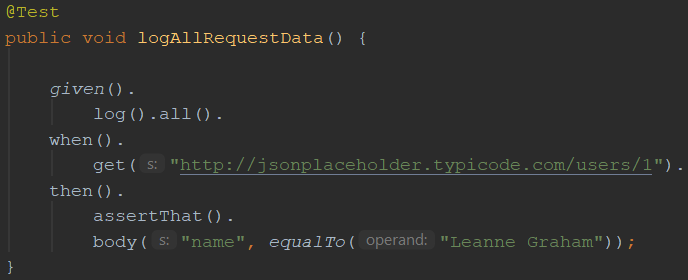 @Test
public void logAllRequestData() {
given().
log().all().
when().
get( s: "http://jsonplaceholder.typicode.com/users/1").
then().
assertThat().
body( s: "name", equalTo( operand: "Leanne Graham"));
}